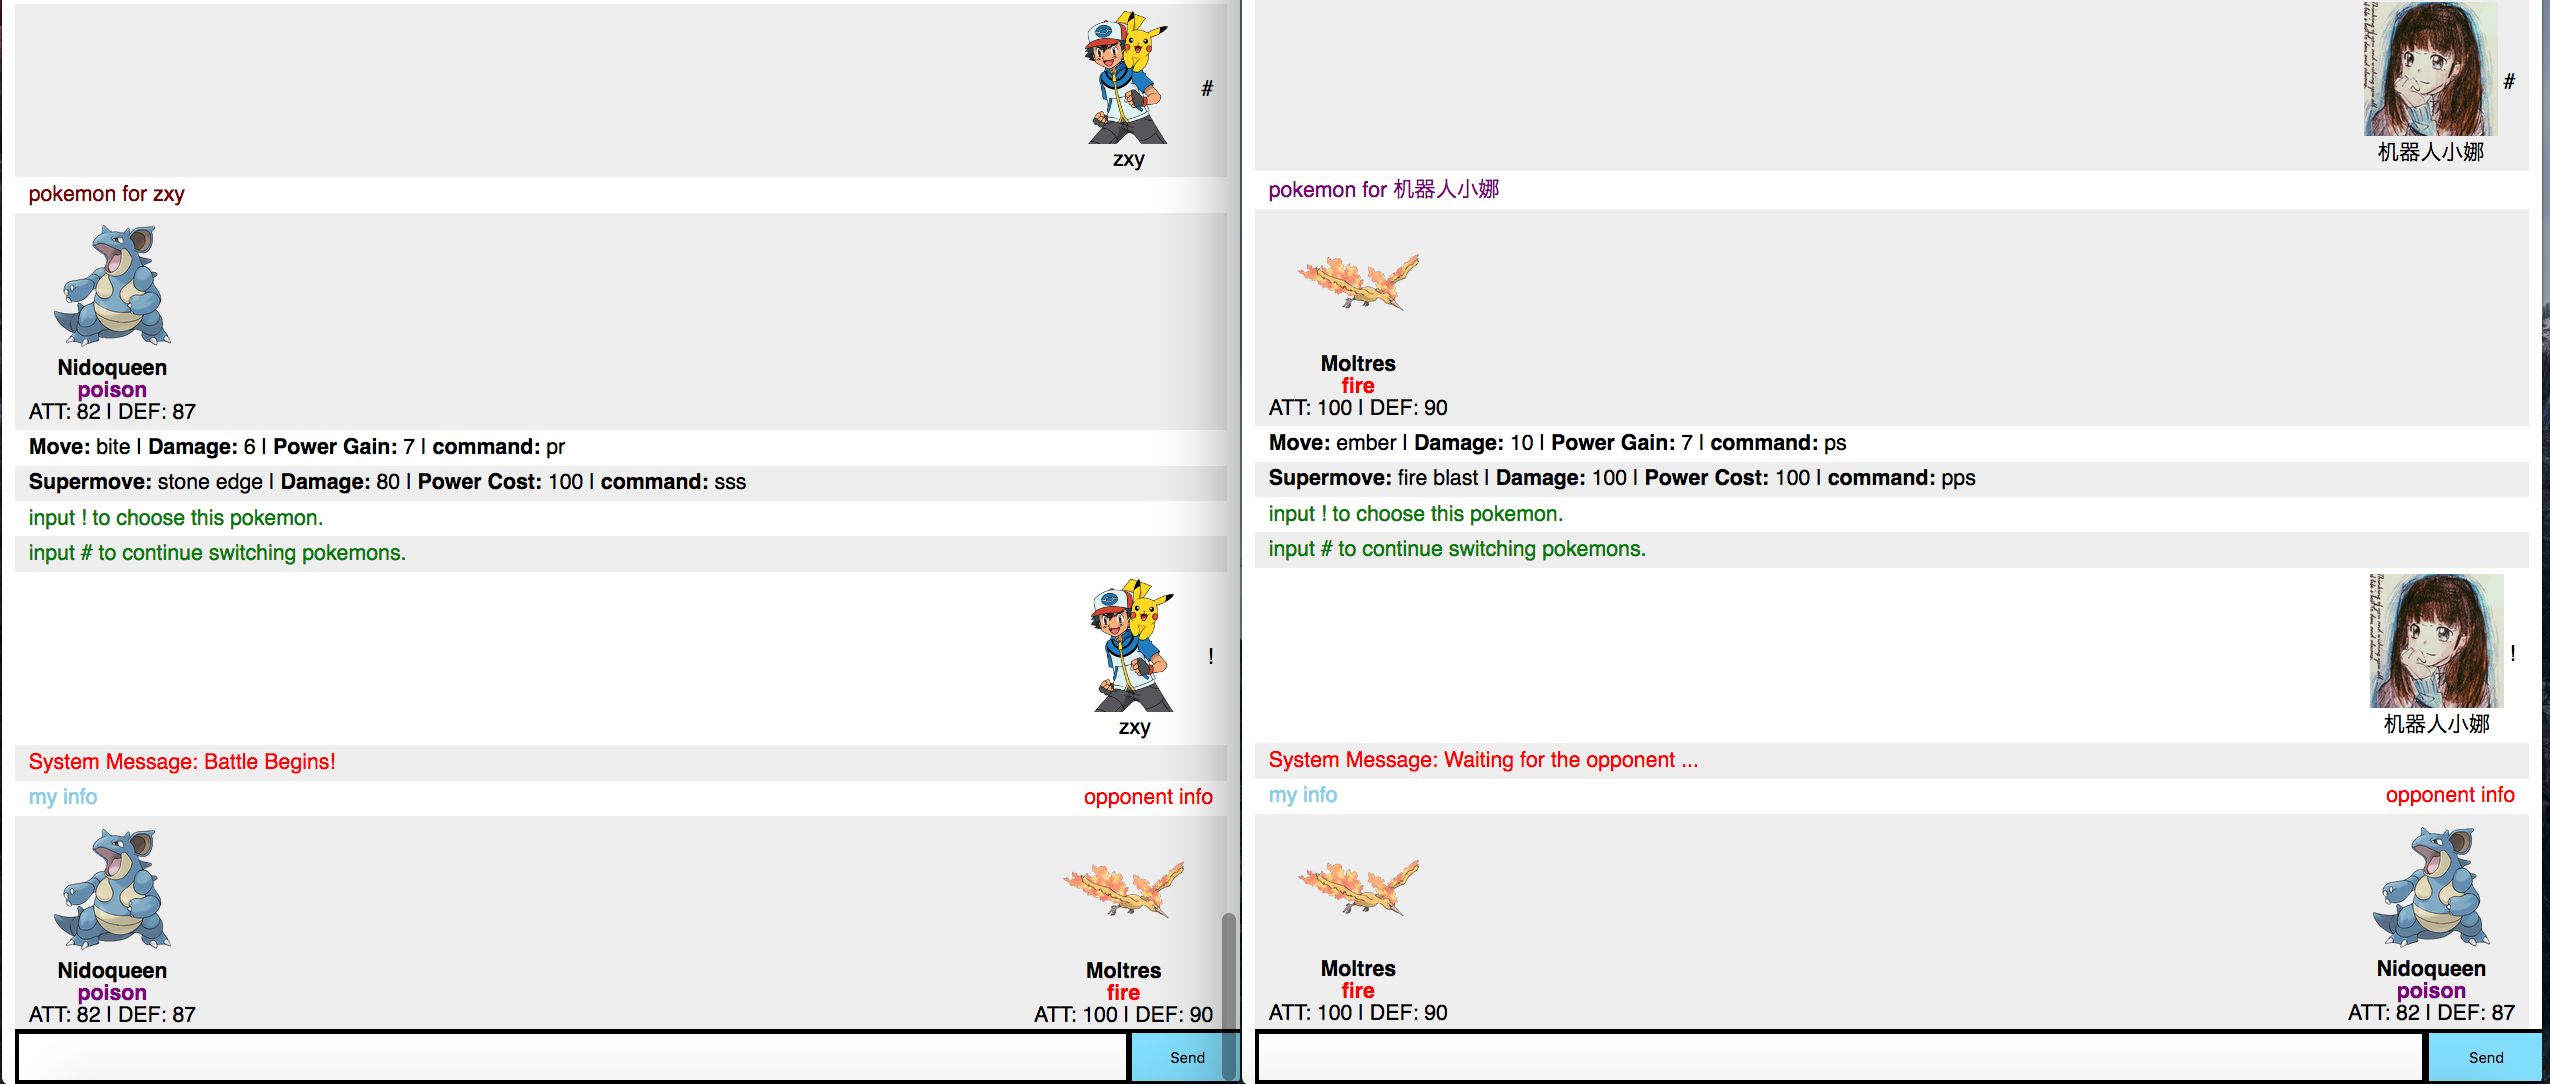 #
zxy
pokemon for zxy
Nidoqueen
poison
ATT: 82 | DEF: 87
Move: bite | Damage: 6 | Power Gain: 7 | command: pr
Supermove: stone edge | Damage: 80 | Power Cost: 100 | command: sss
input ! to choose this pokemon.
input # to continue switching pokemons.
!
zxy
System Message: Battle Begins!
my info
opponent info
Nidoqueen
poison
ATT: 82 | DEF: 87
Moltres
fire
ATT: 100 | DEF: 90
Send
#
机器人小娜
pokemon for 机器人小娜
Moltres
fire
ATT: 100 | DEF: 90
Move: ember | Damage: 10 | Power Gain: 7 | command: ps
Supermove: fire blast | Damage: 100 | Power Cost: 100 | command: pps
input ! to choose this pokemon.
input # to continue switching pokemons.
!
机器人小娜
System Message: Waiting for the opponent ...
my info
opponent info
Moltres
fire
ATT: 100 | DEF: 90
Nidoqueen
poison
ATT: 82 | DEF: 87
Send